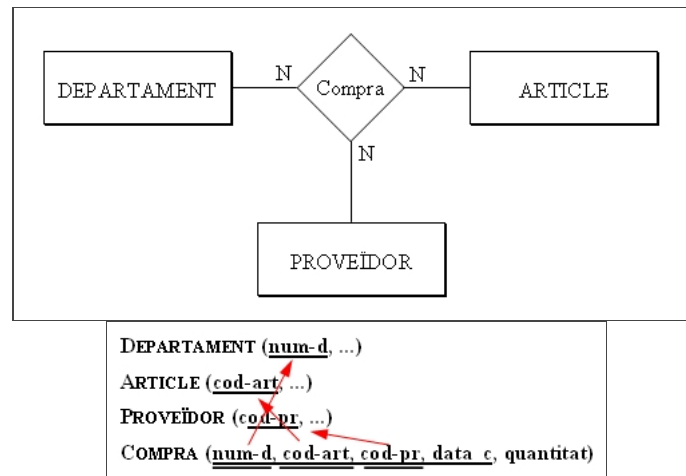 N
N
DEPARTAMENT
Compra
ARTICLE
N
PROVEÏDOR
DEPARTAMENT (num-d, ...)
ARTICLE (cod-art, ...)
PROVEÏDOR (cod-pr, ...)
COMPRA (num-d, cod-art, cod-pr, data_c, quantitat)